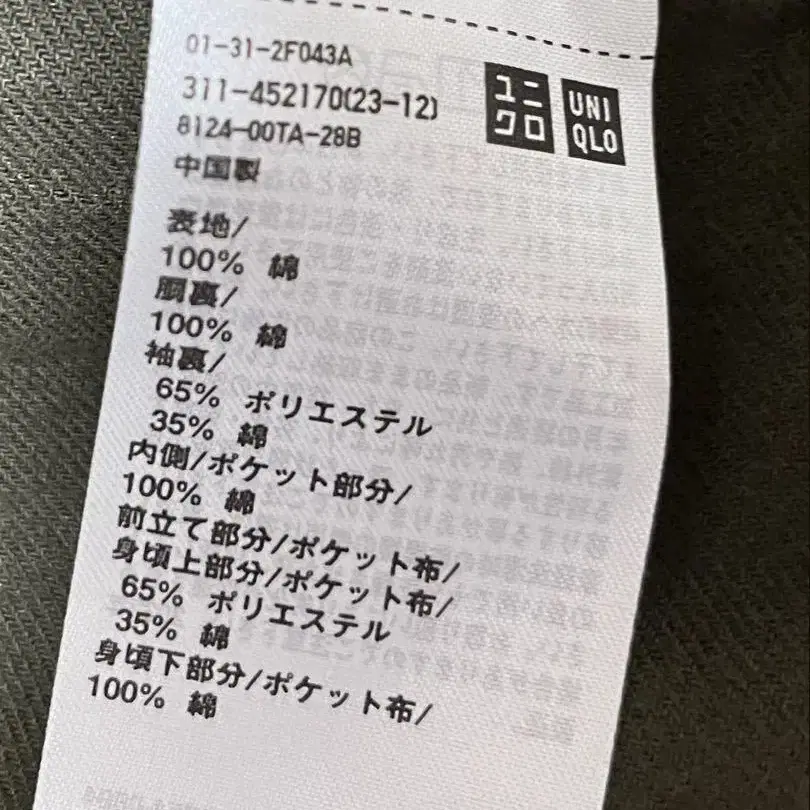 01-31-2F043A
311-452170(23-12)
8124-00TA-28B
中国製
ユニ
クロ
UNI
QLO
表地/
100% 綿
胴裏/
100% 綿
袖裏/
65% ポリエステル
35% 綿
内側/ポケット部分/
100% 綿
前立て部分/ポケット布/
身頃上部分/ポケット布/
65% ポリエステル
35% 綿
身頃下部分/ポケット布/
100% 綿